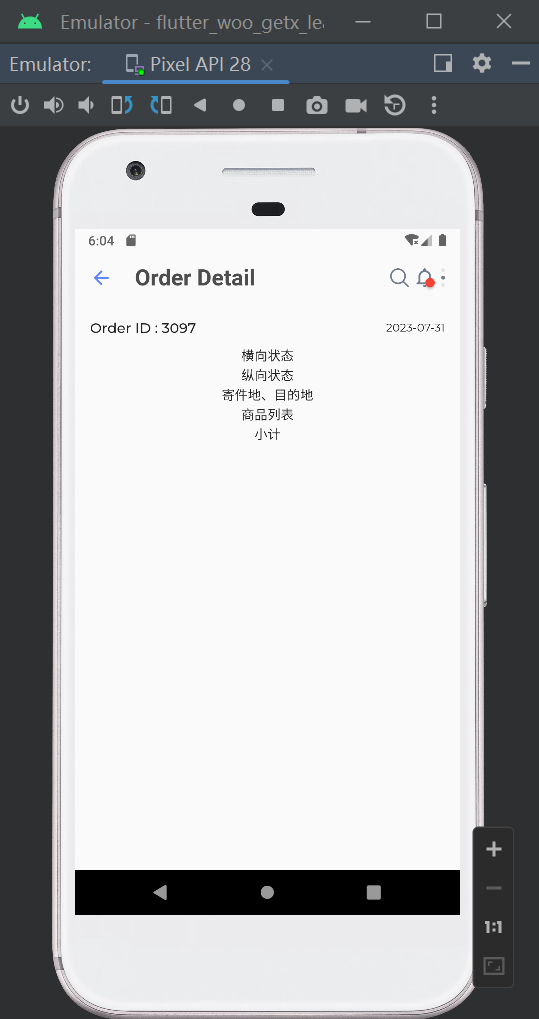 Emulator - flutter_woo_getx_le
Emulator: Pixel API 28
6:04
Order Detail
Order ID : 3097 2023-07-31
横向状态
纵向状态
寄件地、目的地
商品列表
小计
1:1